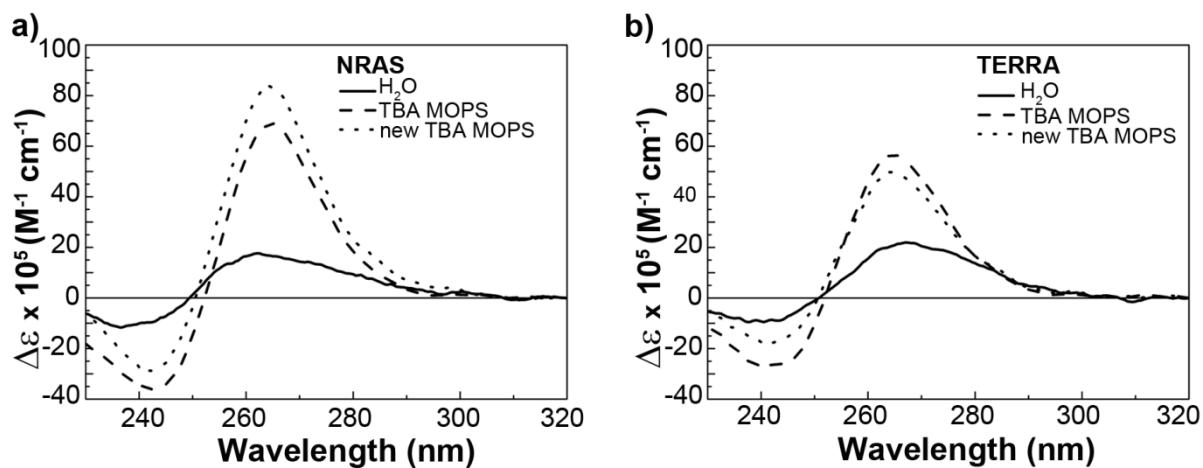 a)
NRAS
H₂O
TBA MOPS
new TBA MOPS
Δε x 10⁵ (M⁻¹ cm⁻¹)
100
80
60
40
20
0
-20
-40
240
260
280
300
320
Wavelength (nm)
b)
TERRA
H₂O
TBA MOPS
new TBA MOPS
Δε x 10⁵ (M⁻¹ cm⁻¹)
100
80
60
40
20
0
-20
-40
240
260
280
300
320
Wavelength (nm)